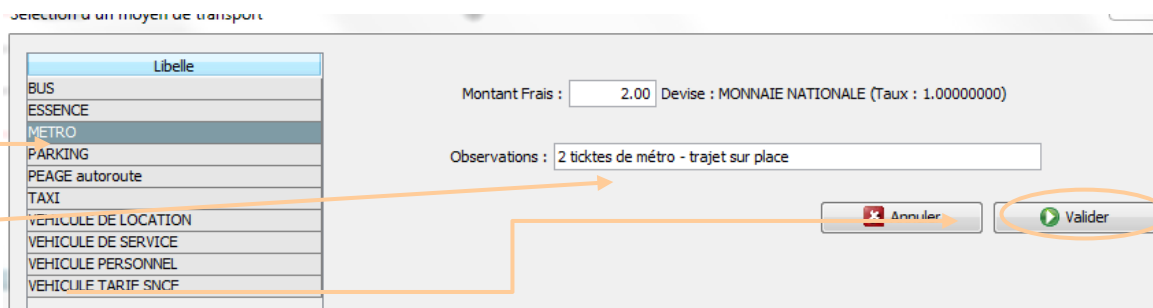 Sélection d'un moyen de transport
Libelle
BUS
ESSENCE
METRO
PARKING
PEAGE autoroute
TAXI
VEHICULE DE LOCATION
VEHICULE DE SERVICE
VEHICULE PERSONNEL
VEHICULE TARIF SNCF
Montant Frais : 2.00 Devise : MONNAIE NATIONALE (Taux : 1.00000000)
Observations : 2 ticktes de métro - trajet sur place
Annuler
Valider